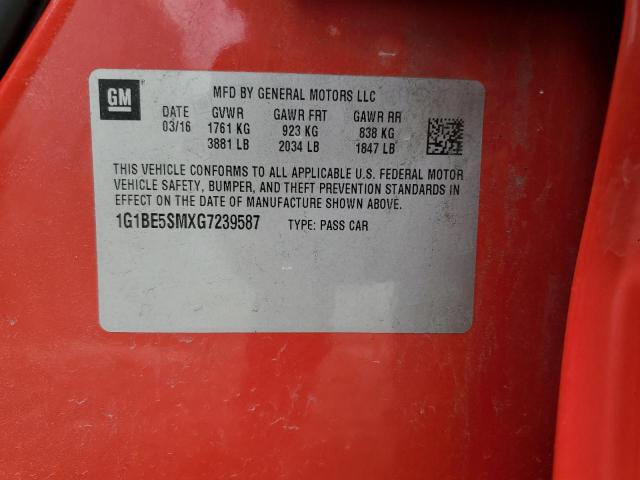 GM
MFD BY GENERAL MOTORS LLC
DATE GVWR GAWR FRT GAWR RR
03/16 1761 KG 923 KG 838 KG
3881 LB 2034 LB 1847 LB
THIS VEHICLE CONFORMS TO ALL APPLICABLE U.S. FEDERAL MOTOR
VEHICLE SAFETY, BUMPER, AND THEFT PREVENTION STANDARDS IN
EFFECT ON THE DATE OF MANUFACTURE SHOWN ABOVE.
1G1BE5SMXG7239587 TYPE: PASS CAR